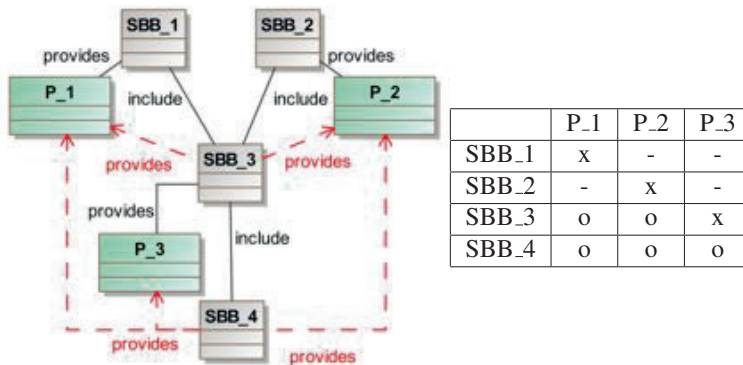 SBB_1 SBB_2
provides provides
P_1 P_2
include include
provides SBB_3 provides
provides
include
P_3
SBB_4
provides provides
P_1 P_2 P_3
SBB_1 x - -
SBB_2 - x -
SBB_3 o o x
SBB_4 o o o